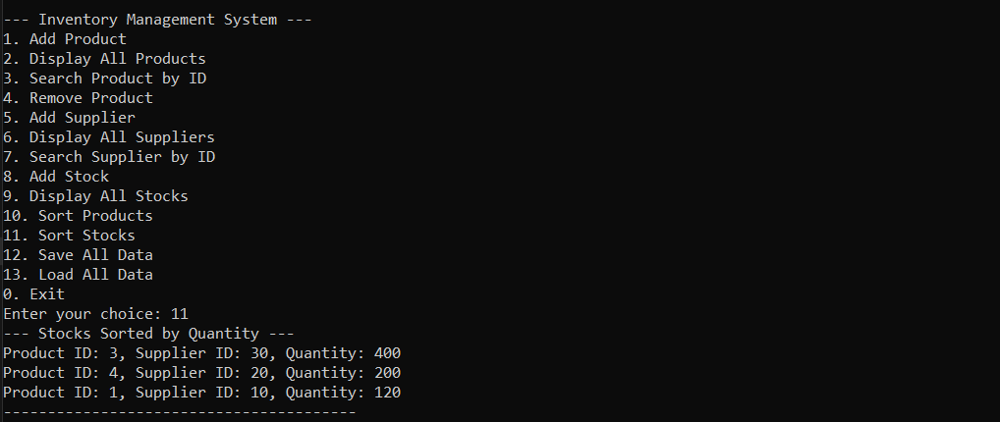 --- Inventory Management System ---
1. Add Product
2. Display All Products
3. Search Product by ID
4. Remove Product
5. Add Supplier
6. Display All Suppliers
7. Search Supplier by ID
8. Add Stock
9. Display All Stocks
10. Sort Products
11. Sort Stocks
12. Save All Data
13. Load All Data
0. Exit
Enter your choice: 11
--- Stocks Sorted by Quantity ---
Product ID: 3, Supplier ID: 30, Quantity: 400
Product ID: 4, Supplier ID: 20, Quantity: 200
Product ID: 1, Supplier ID: 10, Quantity: 120
----------------------------------------